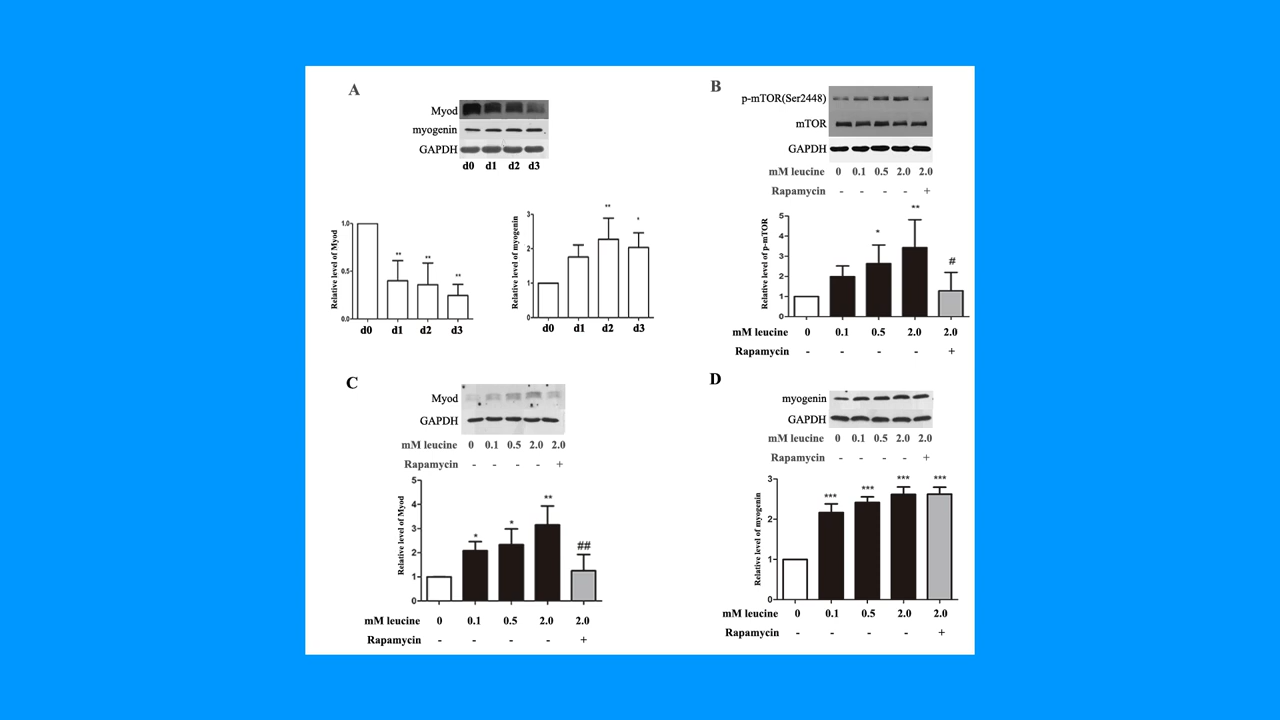 A
Myod
myogenin
GAPDH
d0 d1 d2 d3
Relative level of Myod
1.0
0.5
0.0
**
**
**
d0 d1 d2 d3
Relative level of myogenin
3
2
1
0
**
*
d0 d1 d2 d3
B
p-mTOR(Ser2448)
mTOR
GAPDH
mM leucine 0 0.1 0.5 2.0 2.0
Rapamycin - - - - +
Relative level of p-mTOR
5
4
3
2
1
0
*
**
#
mM leucine 0 0.1 0.5 2.0 2.0
Rapamycin - - - - +
C
Myod
GAPDH
mM leucine 0 0.1 0.5 2.0 2.0
Rapamycin - - - - +
Relative level of Myod
5
4
3
2
1
0
*
*
**
##
mM leucine 0 0.1 0.5 2.0 2.0
Rapamycin - - - - +
D
myogenin
GAPDH
mM leucine 0 0.1 0.5 2.0 2.0
Rapamycin - - - - +
Relative level of myogenin
3
2
1
0
***
***
***
***
mM leucine 0 0.1 0.5 2.0 2.0
Rapamycin - - - - +